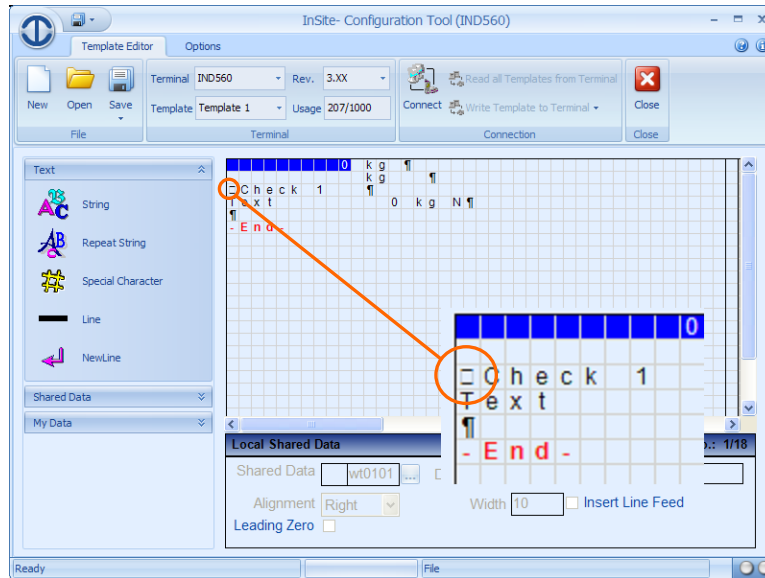 InSite- Configuration Tool (IND560)
Template Editor Options
Terminal IND560 Rev. 3.XX
Read all Templates from Terminal
New Open Save
Template Template 1 Usage 207/1000
Connect
Write Template to Terminal
Close
File Terminal Connection Close
Text
String
Repeat String
Special Character
Line
NewLine
Shared Data
My Data
0 kg ¶
kg ¶
□Check 1 ¶
Text 0 kg N¶
¶
-End-
0
□Check 1
Text
¶
-End-
Local Shared Data
1/18
Shared Data wt0101 ...
Alignment Right Width 10 Insert Line Feed
Leading Zero
Ready File